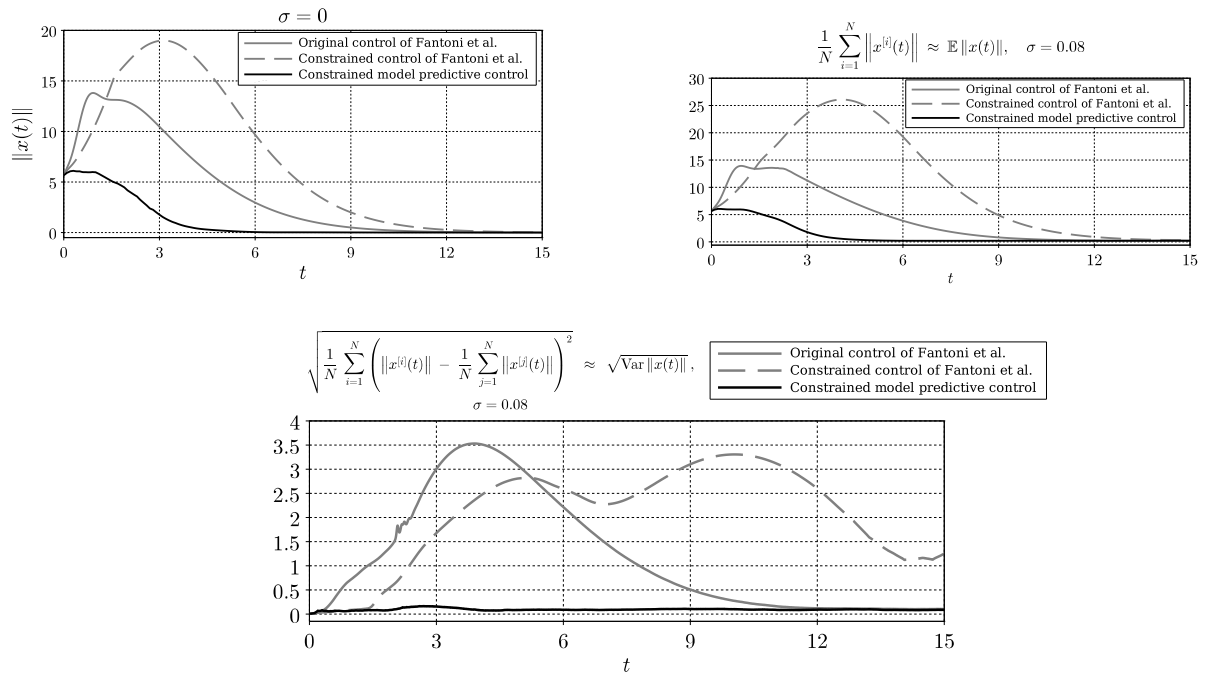 σ = 0
20
15
10
5
0
‖x(t)‖
Original control of Fantoni et al.
Constrained control of Fantoni et al.
Constrained model predictive control
0 3 6 9 12 15
t
1/N ∑_{i=1}^{N} ‖x^{[i]}(t)‖ ≈ 𝔼 ‖x(t)‖, σ = 0.08
30
25
20
15
10
5
0
Original control of Fantoni et al.
Constrained control of Fantoni et al.
Constrained model predictive control
0 3 6 9 12 15
t
√(1/N ∑_{i=1}^{N} (‖x^{[i]}(t)‖ − 1/N ∑_{j=1}^{N} ‖x^{[j]}(t)‖)^2) ≈ √(Var ‖x(t)‖),
σ = 0.08
Original control of Fantoni et al.
Constrained control of Fantoni et al.
Constrained model predictive control
4
3.5
3
2.5
2
1.5
1
0.5
0
0 3 6 9 12 15
t